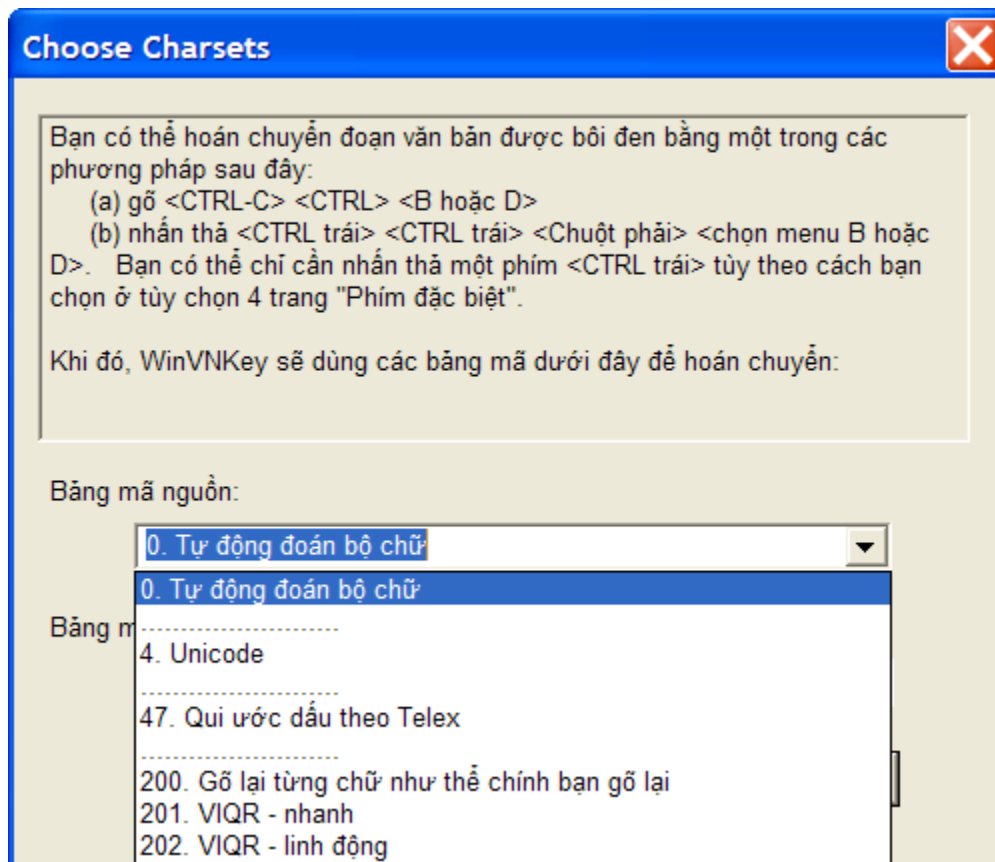 Choose Charsets
Bạn có thể hoán chuyển đoạn văn bản được bôi đen bằng một trong các
phương pháp sau đây:
(a) gõ <CTRL-C> <CTRL> <B hoặc D>
(b) nhấn thả <CTRL trái> <CTRL trái> <Chuột phải> <chọn menu B hoặc
D>. Bạn có thể chỉ cần nhấn thả một phím <CTRL trái> tùy theo cách bạn
chọn ở tùy chọn 4 trang "Phím đặc biệt".
Khi đó, WinVNKey sẽ dùng các bảng mã dưới đây để hoán chuyển:
Bảng mã nguồn:
0. Tự động đoán bộ chữ
0. Tự động đoán bộ chữ
Bảng m
4. Unicode
47. Qui ước dấu theo Telex
200. Gõ lại từng chữ như thể chính bạn gõ lại
201. VIQR - nhanh
202. VIQR - linh động